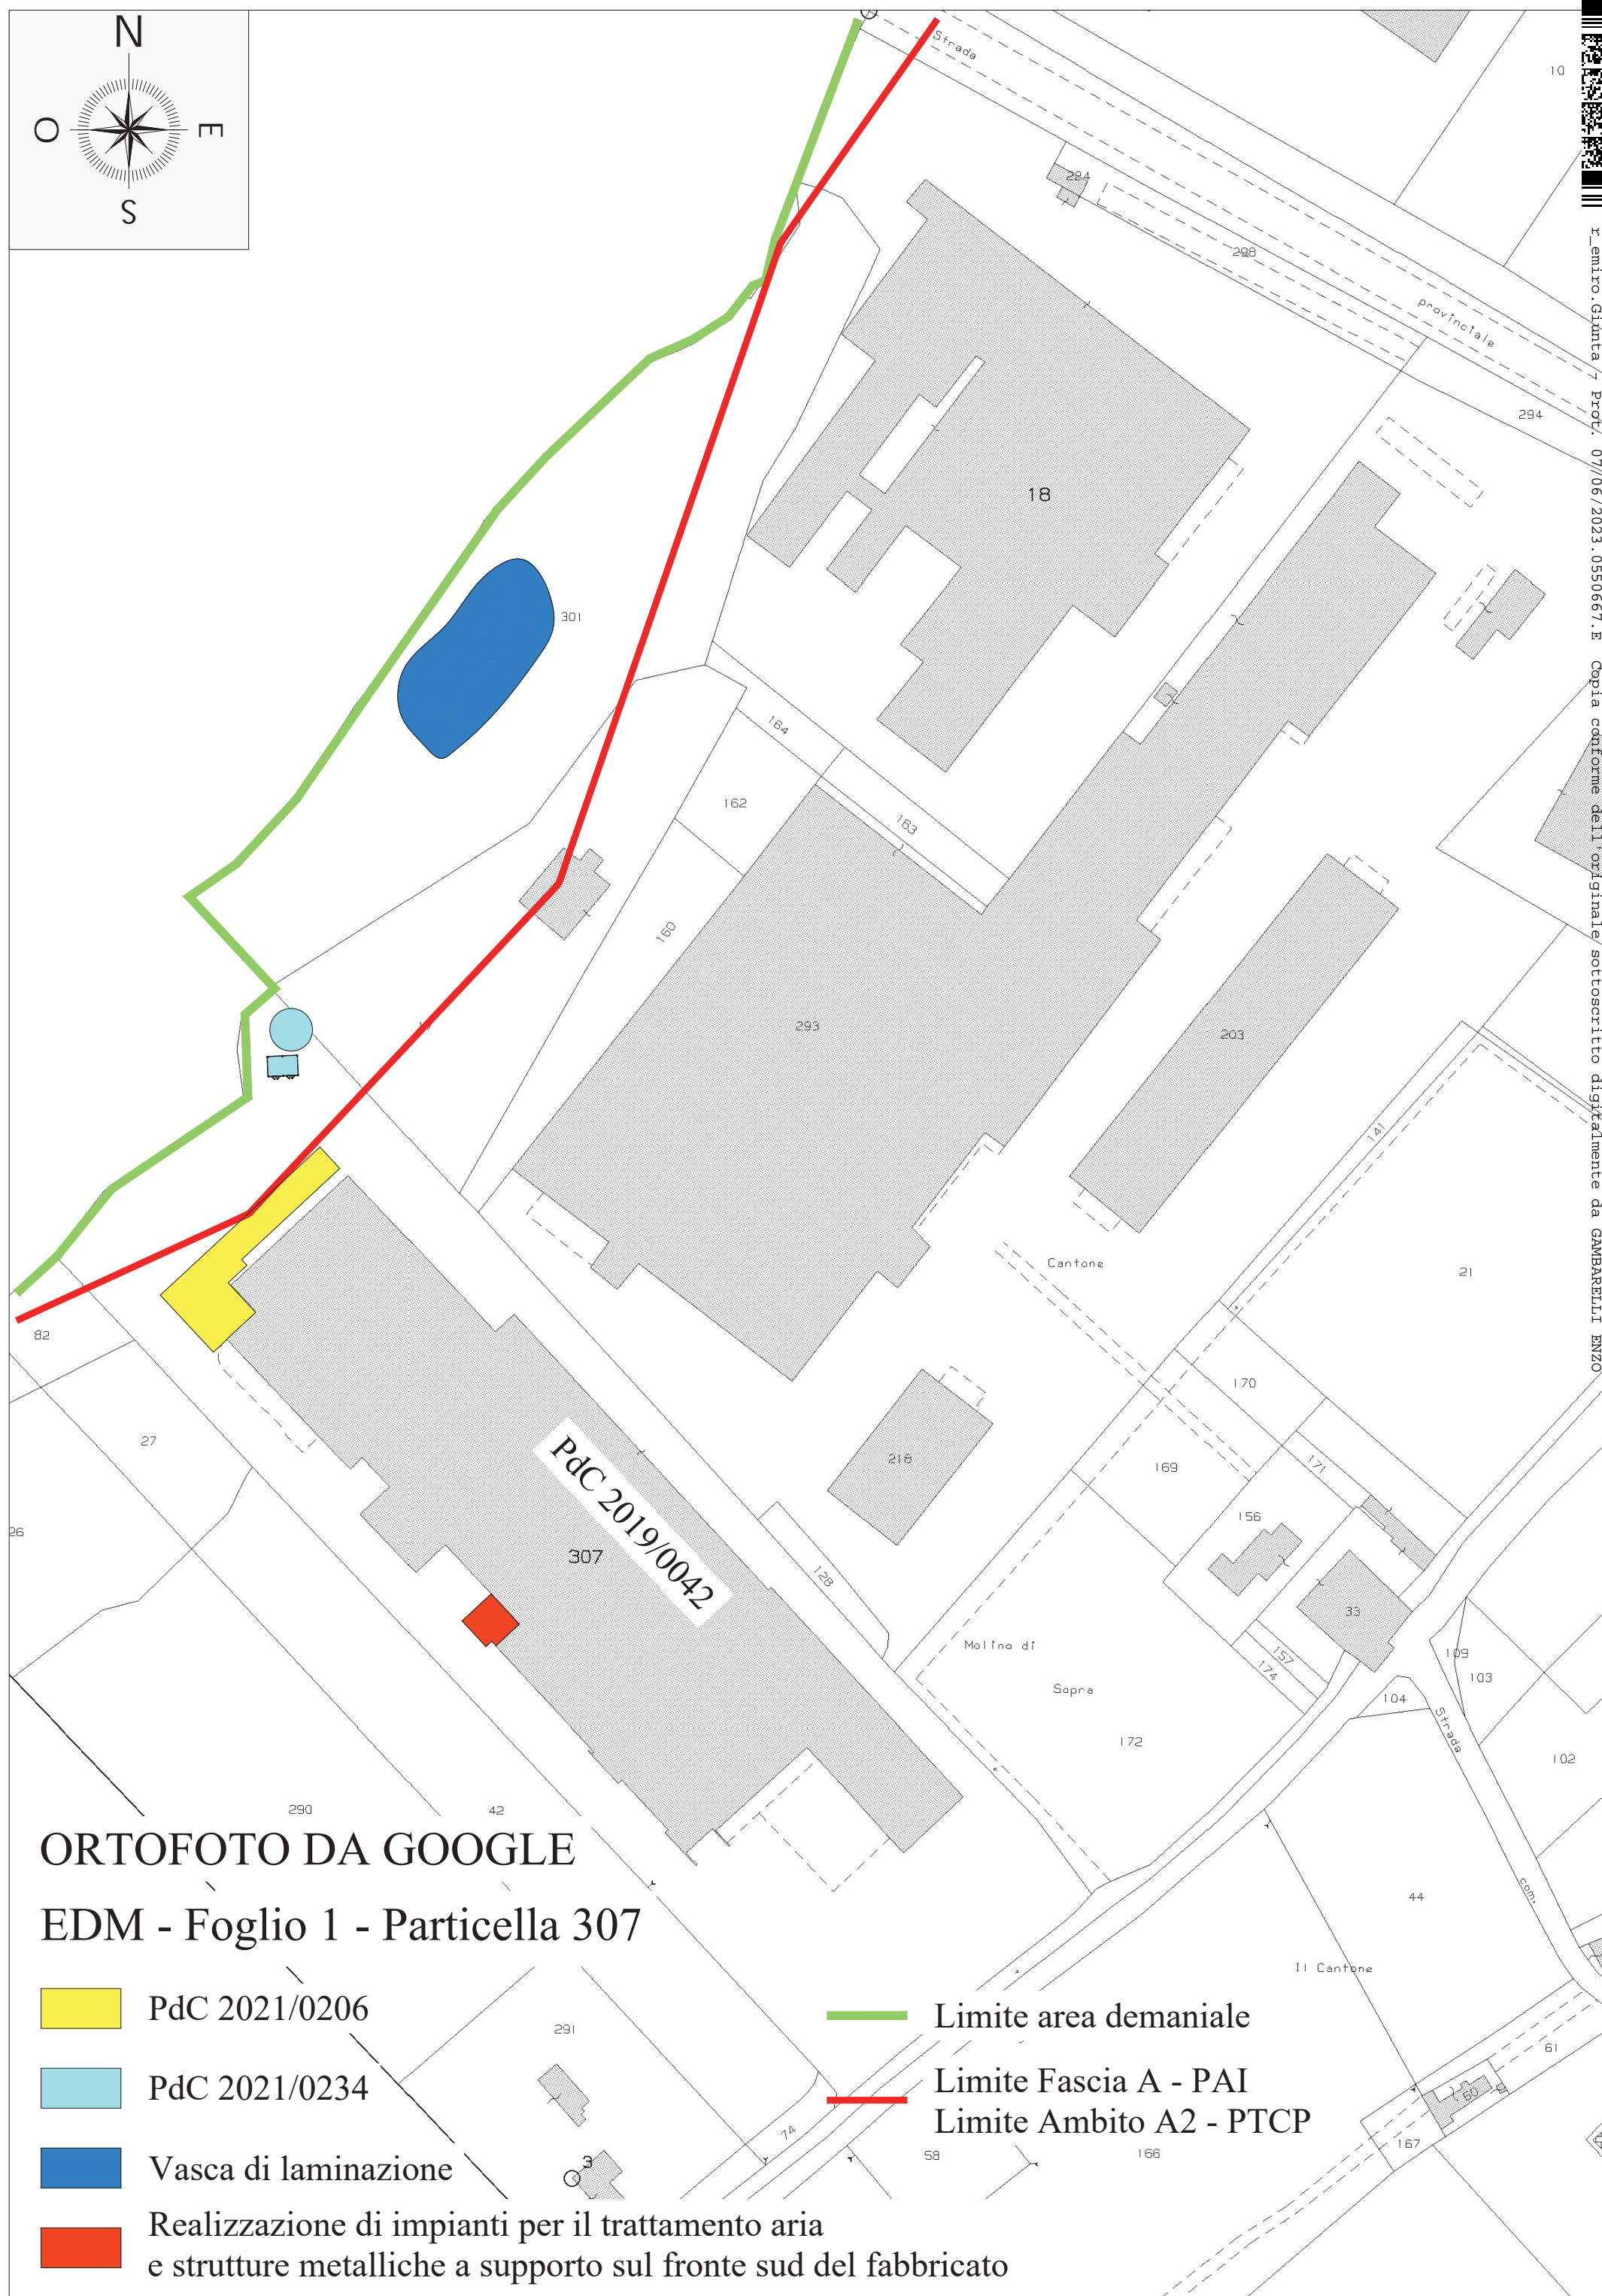 N
O
E
S
Strada
10
224
298
provinciale
294
18
301
164
162
163
160
293
203
141
21
Cantone
82
27
26
170
169
171
218
156
PdC 2019/0042
307
128
33
Molino di
Sopra
157
174
109
103
104
Strada
172
102
290
42
com.
44
Il Cantone
61
60
167
291
3
74
58
166
r_emiro.Giunta - Prot. 07/06/2023.0550667.E Copia conforme dell'originale sottoscritto digitalmente da GAMBARELLI ENZO
ORTOFOTO DA GOOGLE
EDM - Foglio 1 - Particella 307
PdC 2021/0206
PdC 2021/0234
Vasca di laminazione
Realizzazione di impianti per il trattamento aria
e strutture metalliche a supporto sul fronte sud del fabbricato
Limite area demaniale
Limite Fascia A - PAI
Limite Ambito A2 - PTCP